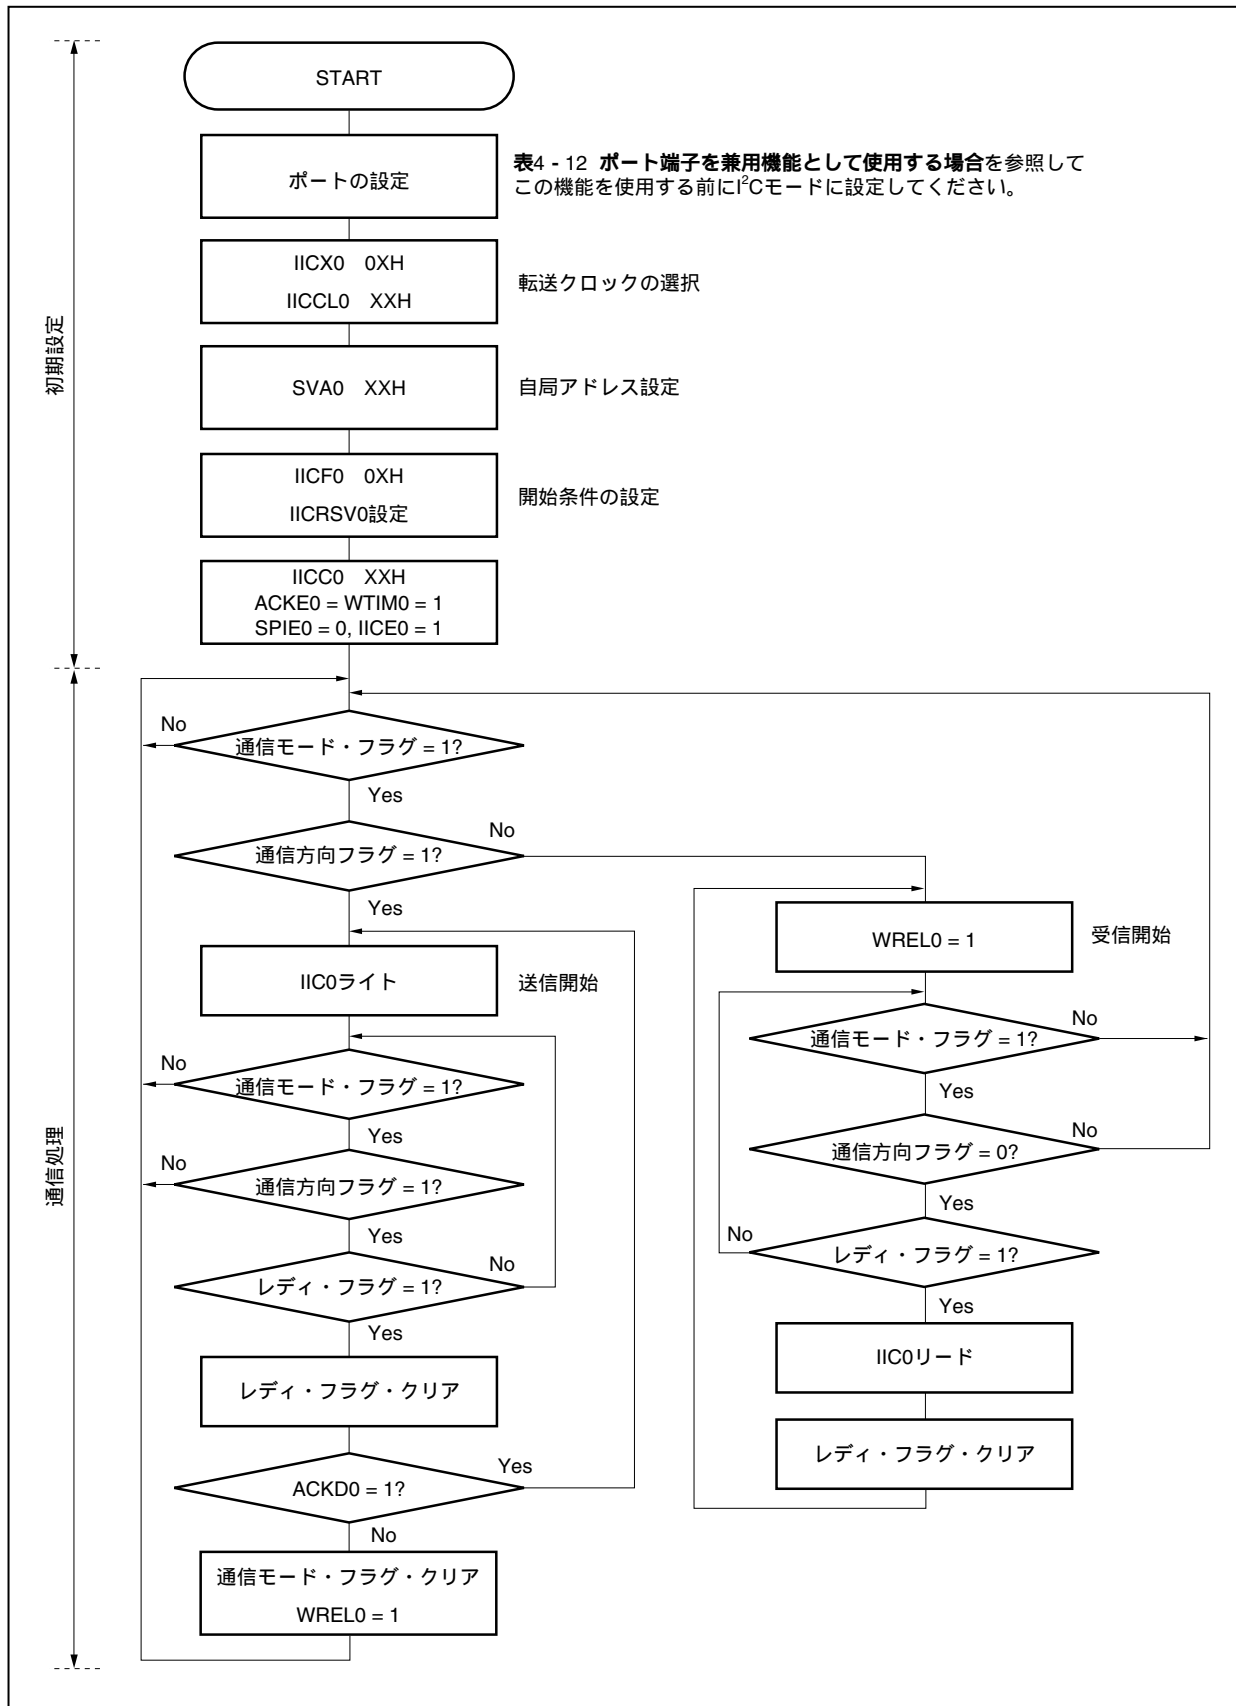 START
ポートの設定
表4 - 12 ポート端子を兼用機能として使用する場合を参照して
この機能を使用する前にI²Cモードに設定してください。
IICX0 0XH
IICCL0 XXH
転送クロックの選択
初期設定
SVA0 XXH
自局アドレス設定
IICF0 0XH
IICRSV0設定
開始条件の設定
IICC0 XXH
ACKE0 = WTIM0 = 1
SPIE0 = 0, IICE0 = 1
No
通信モード・フラグ = 1?
Yes
No
通信方向フラグ = 1?
Yes
IIC0ライト
送信開始
No
通信モード・フラグ = 1?
Yes
No
通信方向フラグ = 1?
Yes
No
レディ・フラグ = 1?
Yes
レディ・フラグ・クリア
Yes
ACKD0 = 1?
No
通信モード・フラグ・クリア
WREL0 = 1
通信処理
WREL0 = 1
受信開始
No
通信モード・フラグ = 1?
Yes
No
通信方向フラグ = 0?
Yes
No
レディ・フラグ = 1?
Yes
IIC0リード
レディ・フラグ・クリア